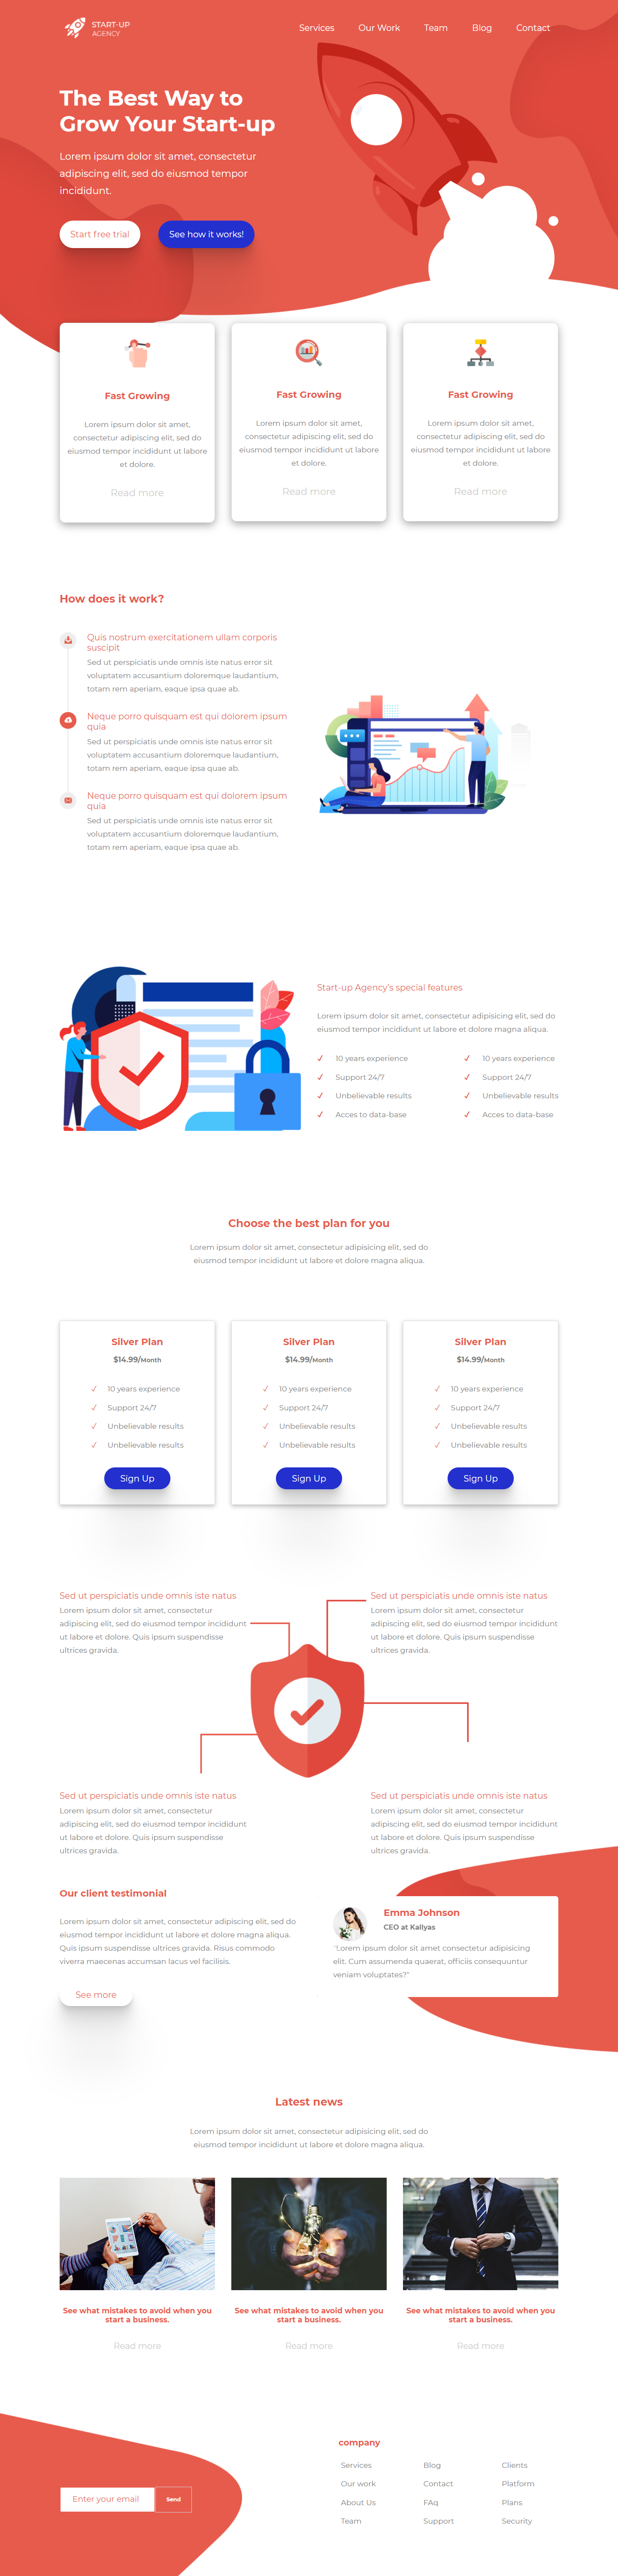 START-UP
AGENCY
Services Our Work Team Blog Contact
The Best Way to
Grow Your Start-up
Lorem ipsum dolor sit amet, consectetur
adipiscing elit, sed do eiusmod tempor
incididunt.
Start free trial See how it works!
Fast Growing
Lorem ipsum dolor sit amet,
consectetur adipiscing elit, sed do
eiusmod tempor incididunt ut labore
et dolore.
Read more
Fast Growing
Lorem ipsum dolor sit amet,
consectetur adipiscing elit, sed do
eiusmod tempor incididunt ut labore
et dolore.
Read more
Fast Growing
Lorem ipsum dolor sit amet,
consectetur adipiscing elit, sed do
eiusmod tempor incididunt ut labore
et dolore.
Read more
How does it work?
Quis nostrum exercitationem ullam corporis
suscipit
Sed ut perspiciatis unde omnis iste natus error sit
voluptatem accusantium doloremque laudantium,
totam rem aperiam, eaque ipsa quae ab.
Neque porro quisquam est qui dolorem ipsum
quia
Sed ut perspiciatis unde omnis iste natus error sit
voluptatem accusantium doloremque laudantium,
totam rem aperiam, eaque ipsa quae ab.
Neque porro quisquam est qui dolorem ipsum
quia
Sed ut perspiciatis unde omnis iste natus error sit
voluptatem accusantium doloremque laudantium,
totam rem aperiam, eaque ipsa quae ab.
Start-up Agency's special features
Lorem ipsum dolor sit amet, consectetur adipisicing elit, sed do
eiusmod tempor incididunt ut labore et dolore magna aliqua.
10 years experience
Support 24/7
Unbelievable results
Acces to data-base
10 years experience
Support 24/7
Unbelievable results
Acces to data-base
Choose the best plan for you
Lorem ipsum dolor sit amet, consectetur adipisicing elit, sed do
eiusmod tempor incididunt ut labore et dolore magna aliqua.
Silver Plan
$14.99/Month
10 years experience
Support 24/7
Unbelievable results
Unbelievable results
Sign Up
Silver Plan
$14.99/Month
10 years experience
Support 24/7
Unbelievable results
Unbelievable results
Sign Up
Silver Plan
$14.99/Month
10 years experience
Support 24/7
Unbelievable results
Unbelievable results
Sign Up
Sed ut perspiciatis unde omnis iste natus
Lorem ipsum dolor sit amet, consectetur
adipiscing elit, sed do eiusmod tempor incididunt
ut labore et dolore. Quis ipsum suspendisse
ultrices gravida.
Sed ut perspiciatis unde omnis iste natus
Lorem ipsum dolor sit amet, consectetur
adipiscing elit, sed do eiusmod tempor incididunt
ut labore et dolore. Quis ipsum suspendisse
ultrices gravida.
Sed ut perspiciatis unde omnis iste natus
Lorem ipsum dolor sit amet, consectetur
adipiscing elit, sed do eiusmod tempor incididunt
ut labore et dolore. Quis ipsum suspendisse
ultrices gravida.
Sed ut perspiciatis unde omnis iste natus
Lorem ipsum dolor sit amet, consectetur
adipiscing elit, sed do eiusmod tempor incididunt
ut labore et dolore. Quis ipsum suspendisse
ultrices gravida.
Our client testimonial
Lorem ipsum dolor sit amet, consectetur adipiscing elit, sed do
eiusmod tempor incididunt ut labore et dolore magna aliqua.
Quis ipsum suspendisse ultrices gravida. Risus commodo
viverra maecenas accumsan lacus vel facilisis.
See more
Emma Johnson
CEO at Kallyas
"Lorem ipsum dolor sit amet consectetur adipisicing
elit. Cum assumenda quaerat, officiis consequuntur
veniam voluptates?"
Latest news
Lorem ipsum dolor sit amet, consectetur adipisicing elit, sed do
eiusmod tempor incididunt ut labore et dolore magna aliqua.
See what mistakes to avoid when you
start a business.
Read more
See what mistakes to avoid when you
start a business.
Read more
See what mistakes to avoid when you
start a business.
Read more
Enter your email Send
company
Services Blog Clients
Our work Contact Platform
About Us FAq Plans
Team Support Security